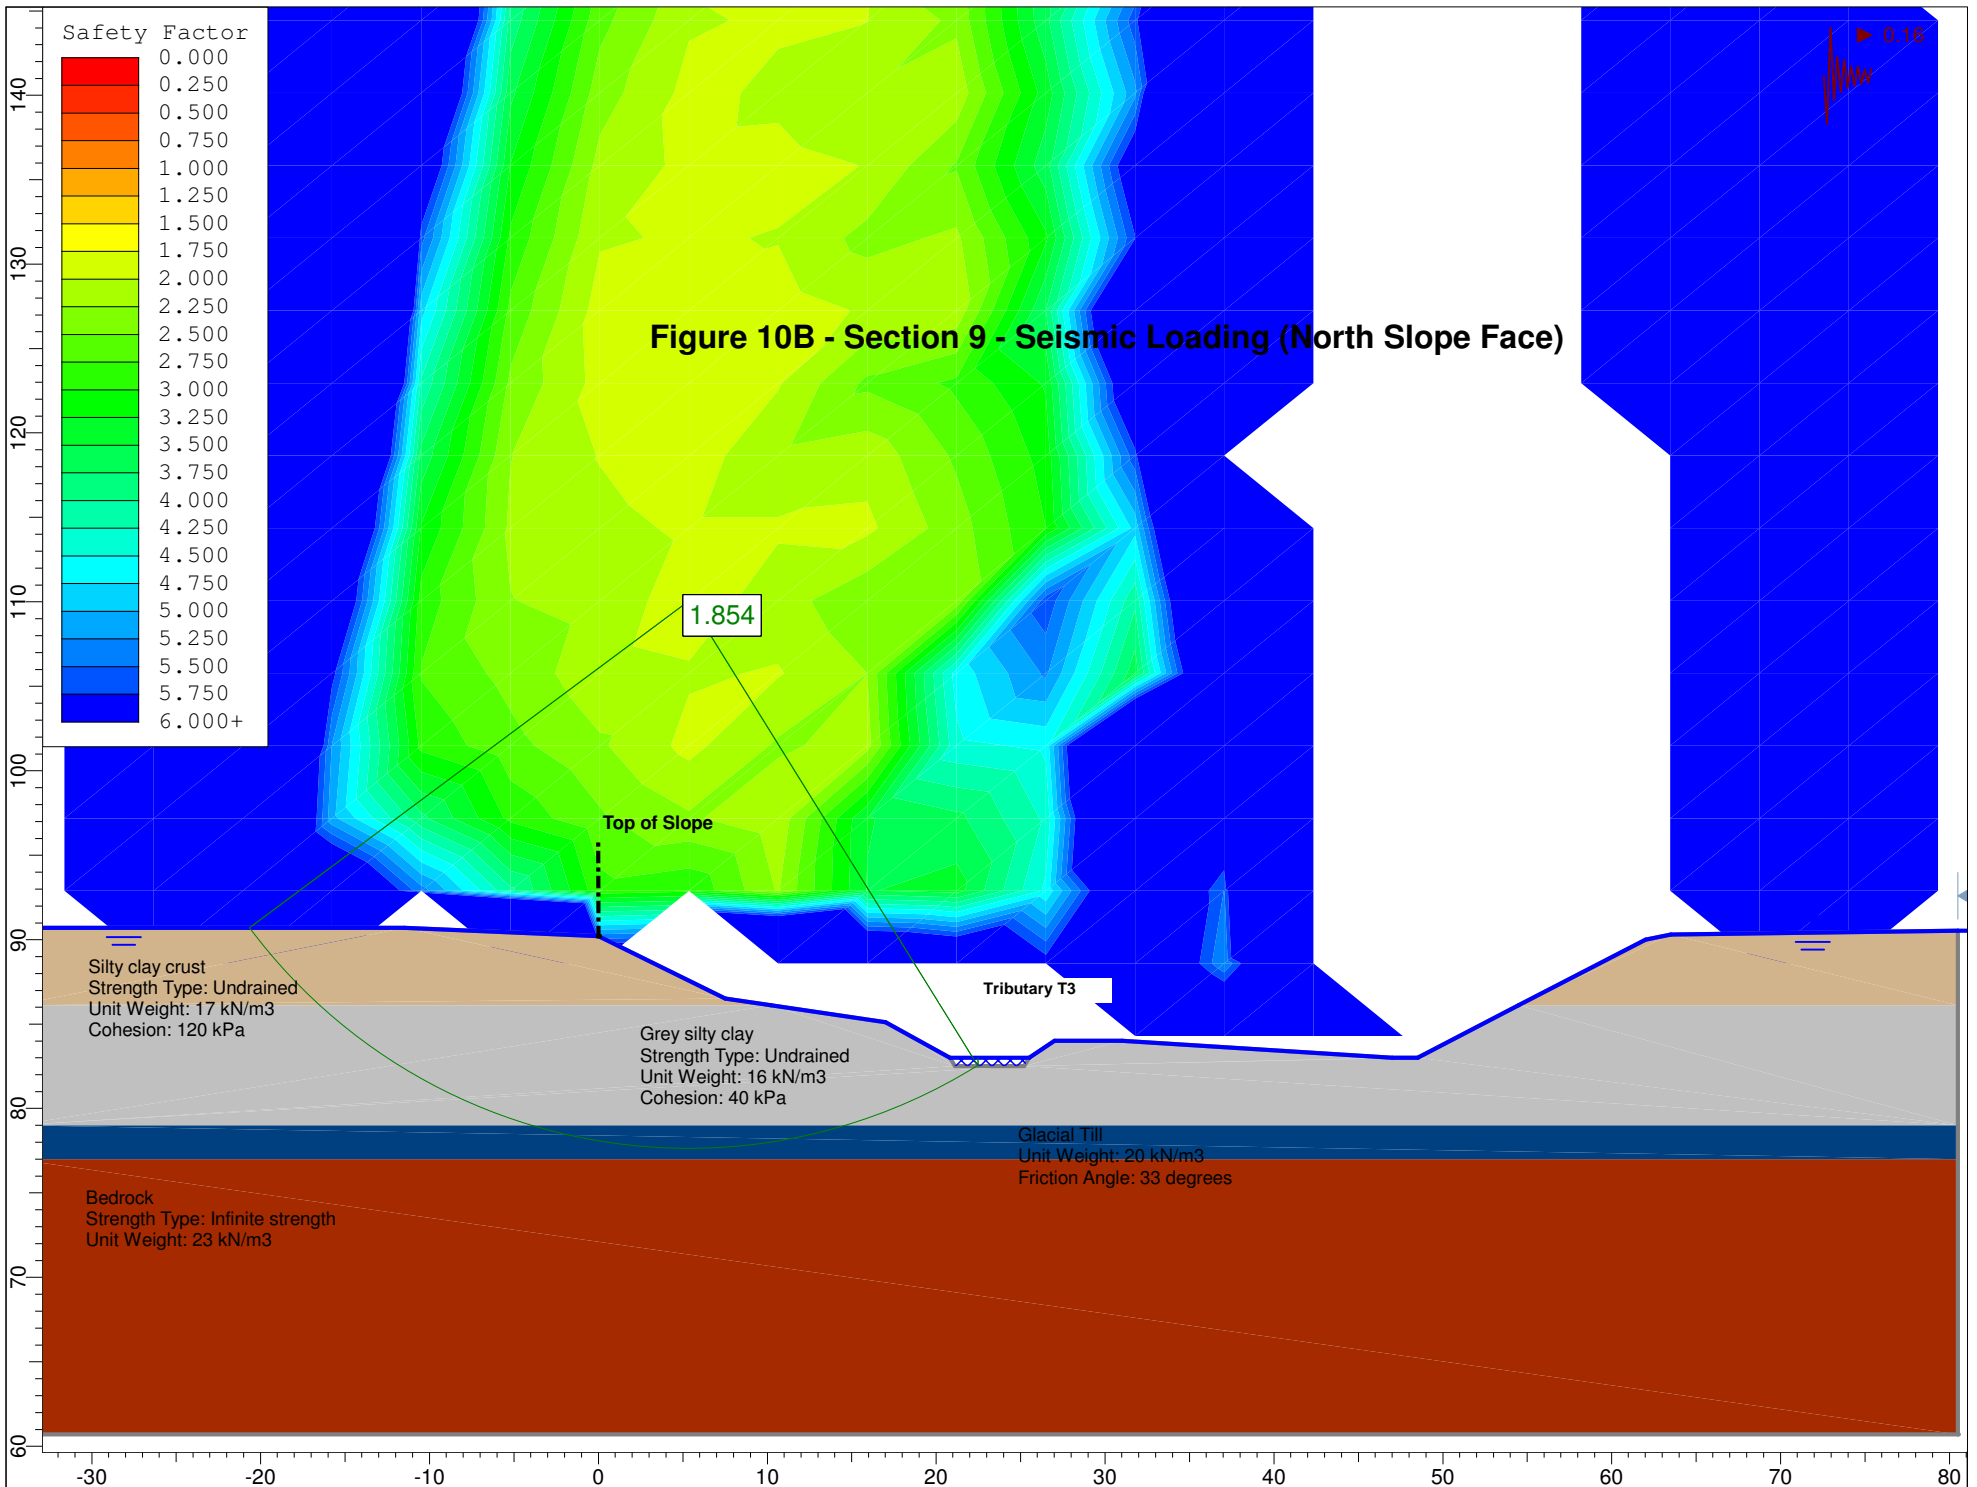 Safety Factor
0.000
0.250
0.500
0.750
1.000
1.250
1.500
1.750
2.000
2.250
2.500
2.750
3.000
3.250
3.500
3.750
4.000
4.250
4.500
4.750
5.000
5.250
5.500
5.750
6.000+
0.16
Figure 10B - Section 9 - Seismic Loading (North Slope Face)
1.854
Top of Slope
Tributary T3
Silty clay crust
Strength Type: Undrained
Unit Weight: 17 kN/m3
Cohesion: 120 kPa
Grey silty clay
Strength Type: Undrained
Unit Weight: 16 kN/m3
Cohesion: 40 kPa
Glacial Till
Unit Weight: 20 kN/m3
Friction Angle: 33 degrees
Bedrock
Strength Type: Infinite strength
Unit Weight: 23 kN/m3
140
130
120
110
100
90
80
70
60
-30 -20 -10 0 10 20 30 40 50 60 70 80